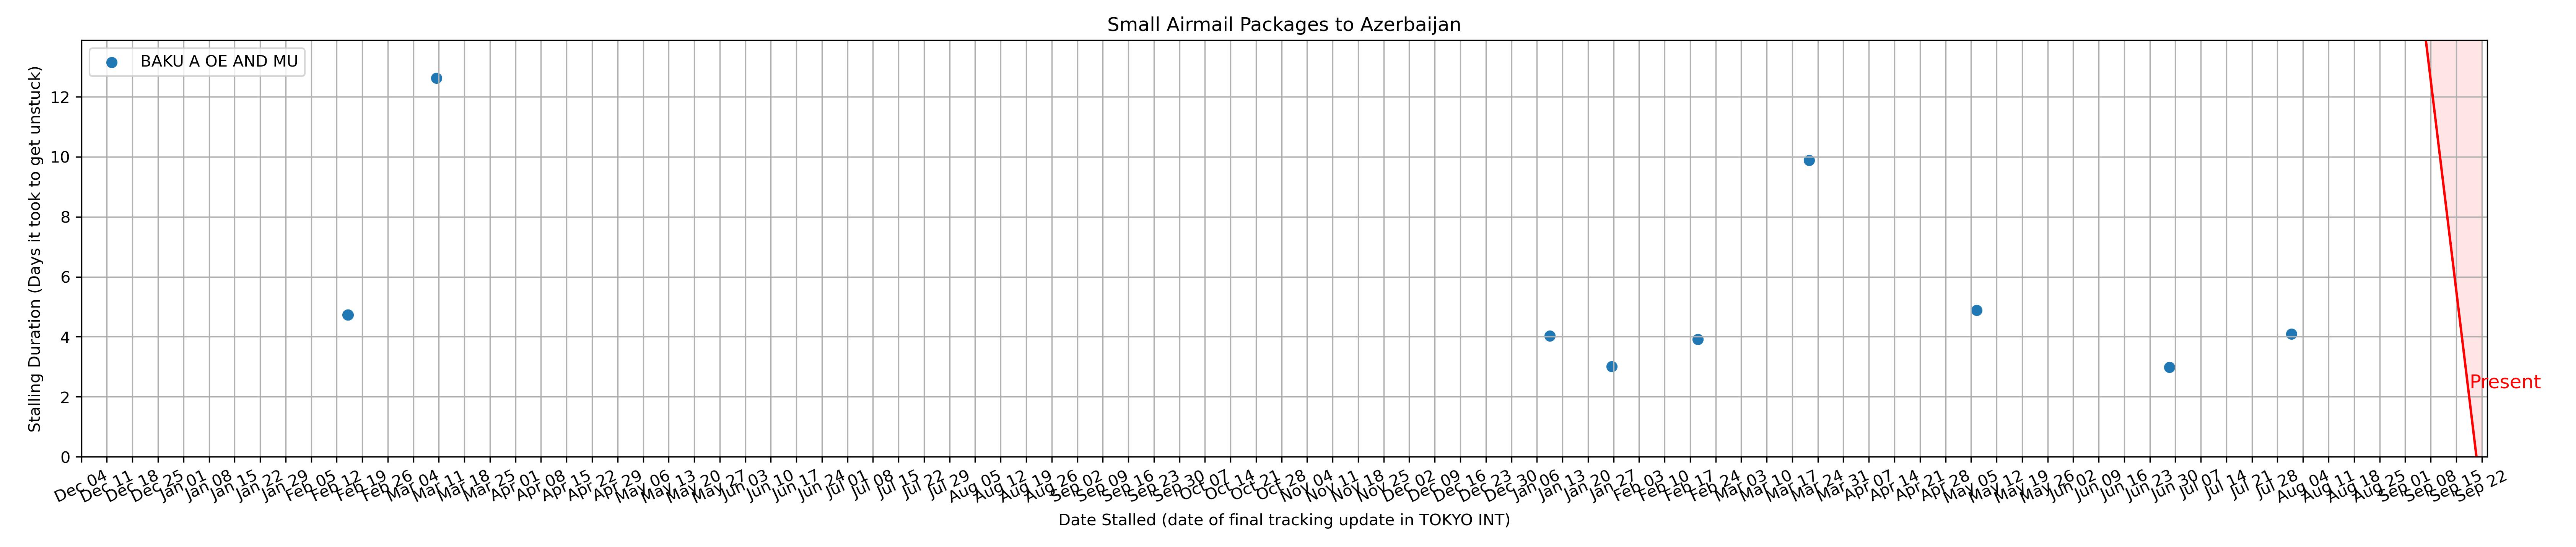 Small Airmail Packages to Azerbaijan
BAKU A OE AND MU
Stalling Duration (Days it took to get unstuck)
12
10
8
6
4
2
0
Present
Dec 04 Dec 11 Dec 18 Dec 25 Jan 01 Jan 08 Jan 15 Jan 22 Jan 29 Feb 05 Feb 12 Feb 19 Feb 26 Mar 04 Mar 11 Mar 18 Mar 25 Apr 01 Apr 08 Apr 15 Apr 22 Apr 29 May 06 May 13 May 20 May 27 Jun 03 Jun 10 Jun 17 Jun 24 Jul 01 Jul 08 Jul 15 Jul 22 Jul 29 Aug 05 Aug 12 Aug 19 Aug 26 Sep 02 Sep 09 Sep 16 Sep 23 Sep 30 Oct 07 Oct 14 Oct 21 Oct 28 Nov 04 Nov 11 Nov 18 Nov 25 Dec 02 Dec 09 Dec 16 Dec 23 Dec 30 Jan 06 Jan 13 Jan 20 Jan 27 Feb 03 Feb 10 Feb 17 Feb 24 Mar 03 Mar 10 Mar 17 Mar 24 Mar 31 Apr 07 Apr 14 Apr 21 Apr 28 May 05 May 12 May 19 May 26 Jun 02 Jun 09 Jun 16 Jun 23 Jun 30 Jul 07 Jul 14 Jul 21 Jul 28 Aug 04 Aug 11 Aug 18 Aug 25 Sep 01 Sep 08 Sep 15 Sep 22
Date Stalled (date of final tracking update in TOKYO INT)